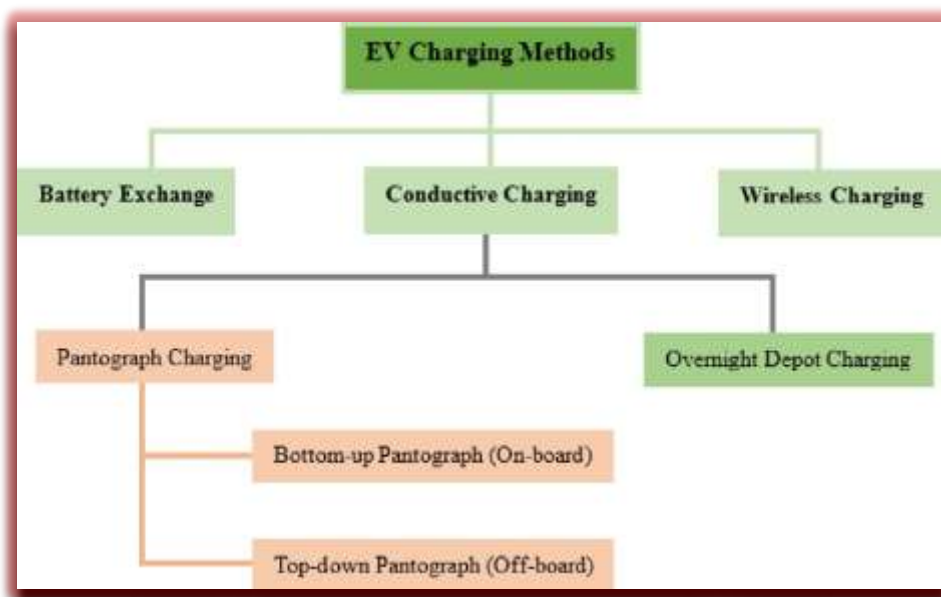 EV Charging Methods
Battery Exchange
Conductive Charging
Wireless Charging
Pantograph Charging
Overnight Depot Charging
Bottom-up Pantograph (On-board)
Top-down Pantograph (Off-board)